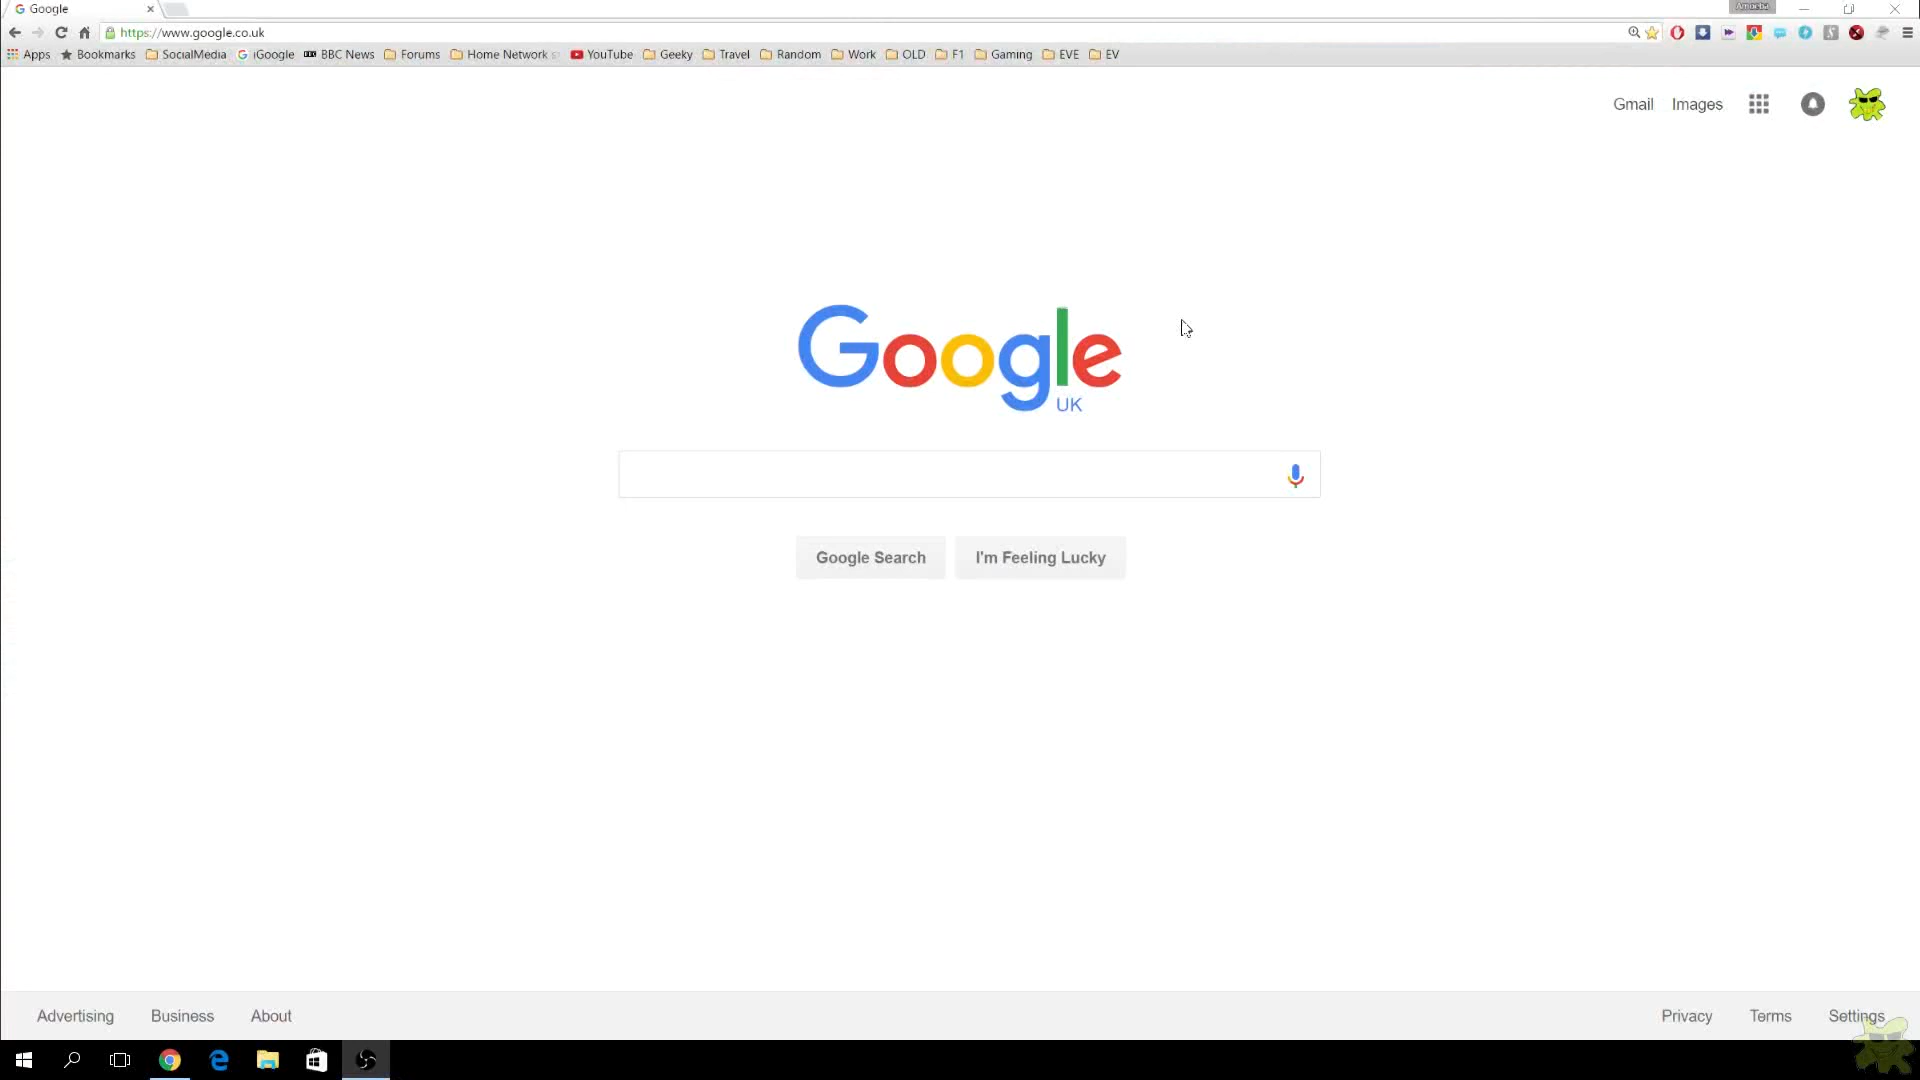 Google
Amoeba
https://www.google.co.uk
Apps Bookmarks SocialMedia iGoogle BBC News Forums Home Network YouTube Geeky Travel Random Work OLD F1 Gaming EVE EV
Gmail Images
Google
UK
Google Search I'm Feeling Lucky
Advertising Business About Privacy Terms Settings